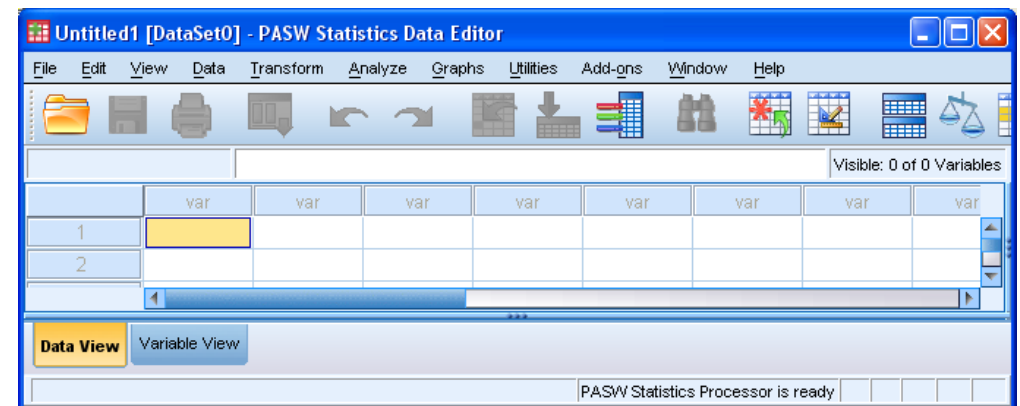 Untitled1 [DataSet0] - PASW Statistics Data Editor
File Edit View Data Transform Analyze Graphs Utilities Add-ons Window Help
Visible: 0 of 0 Variables
var var var var var var var var
1
2
Data View Variable View
PASW Statistics Processor is ready